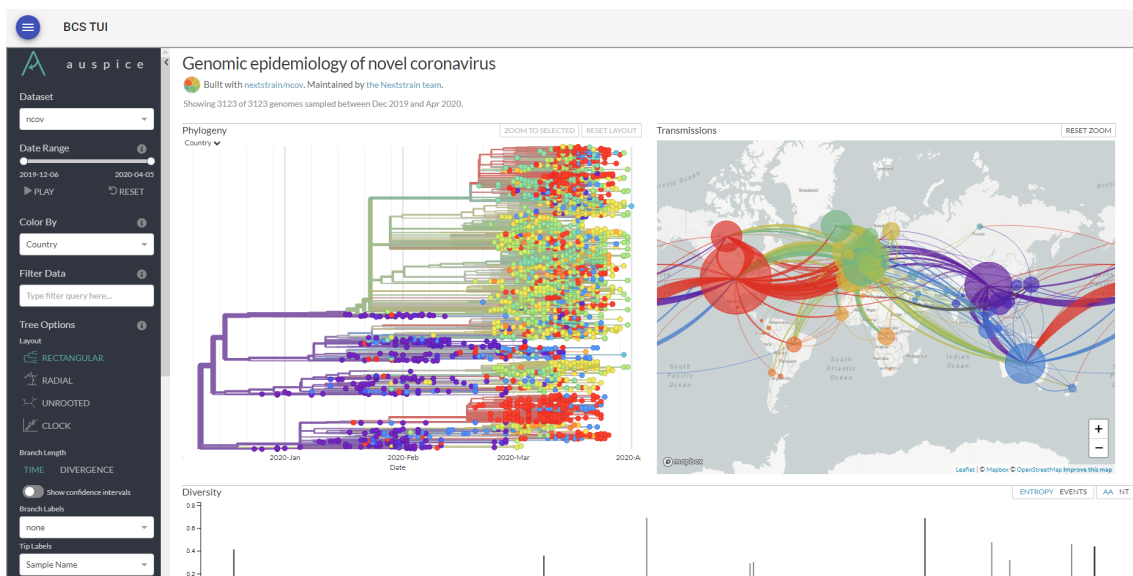 BCS TUI
auspice
Dataset
ncov
Date Range
2019-12-06 2020-04-05
PLAY RESET
Color By
Country
Filter Data
Type filter query here...
Tree Options
Layout
RECTANGULAR
RADIAL
UNROOTED
CLOCK
Branch Length
TIME DIVERGENCE
Show confidence intervals
Branch Labels
none
Tip Labels
Sample Name
Genomic epidemiology of novel coronavirus
Built with nextstrain/ncov. Maintained by the Nextstrain team.
Showing 3123 of 3123 genomes sampled between Dec 2019 and Apr 2020.
Phylogeny
ZOOM TO SELECTED RESET LAYOUT
Country
2020-Jan 2020-Feb 2020-Mar 2020-A
Date
Transmissions
RESET ZOOM
Greenland
South Pacific Ocean
South Atlantic Ocean
Indian Ocean
+
−
mapbox
Leaflet | © Mapbox © OpenStreetMap Improve this map
Diversity
ENTROPY EVENTS AA NT
0.8
0.6
0.4
0.2